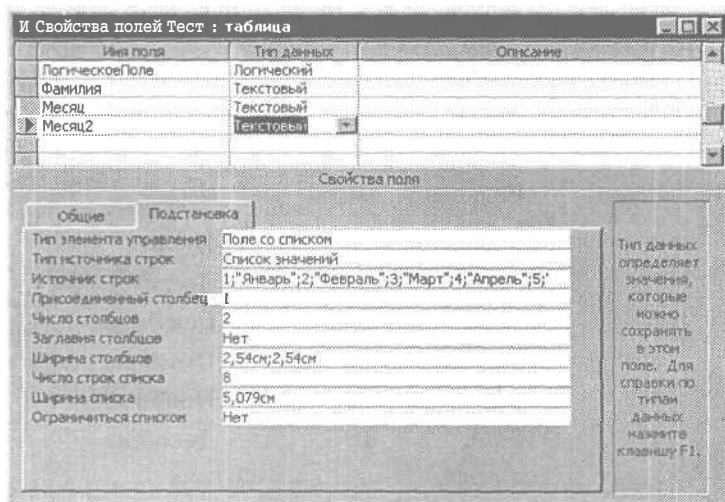 И Свойства полей Тест : таблица
Имя поля Тип данных Описание
ЛогическоеПоле Логический
Фамилия Текстовый
Месяц Текстовый
Месяц2 Текстовый
Свойства поля
Общие Подстановка
Тип элемента управления Поле со списком
Тип источника строк Список значений
Источник строк 1;"Январь";2;"Февраль";3;"Март";4;"Апрель";5;'
Присоединенный столбец 1
Число столбцов 2
Заглавия столбцов Нет
Ширина столбцов 2,54см;2,54см
Число строк списка 8
Ширина списка 5,079см
Ограничиться списком Нет
Тип данных
определяет
значения,
которые
можно
сохранять
в этом
поле. Для
справки по
типам
данных
нажмите
клавишу F1.